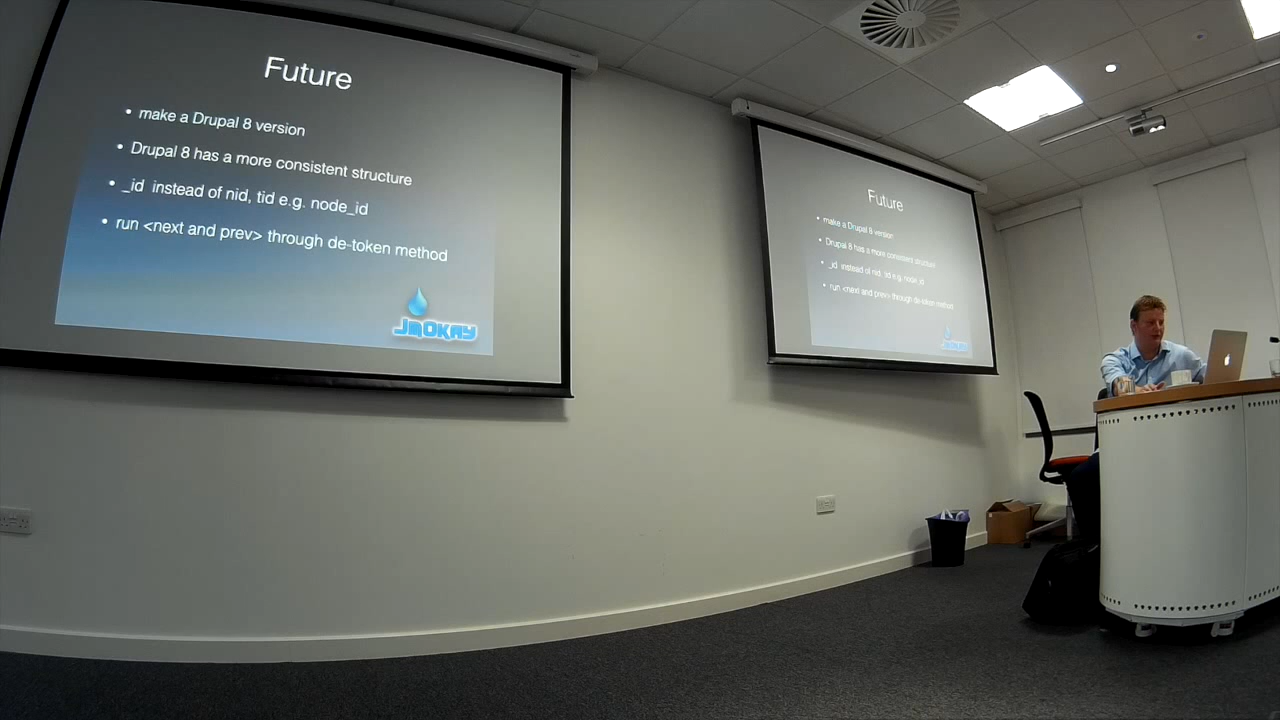 Future
• make a Drupal 8 version
• Drupal 8 has a more consistent structure
• _id instead of nid, tid e.g. node_id
• run <next and prev> through de-token method
JmOkay
Future
• make a Drupal 8 version
• Drupal 8 has a more consistent structure
• _id instead of nid, tid e.g. node_id
• run <next and prev> through de-token method
JmOkay